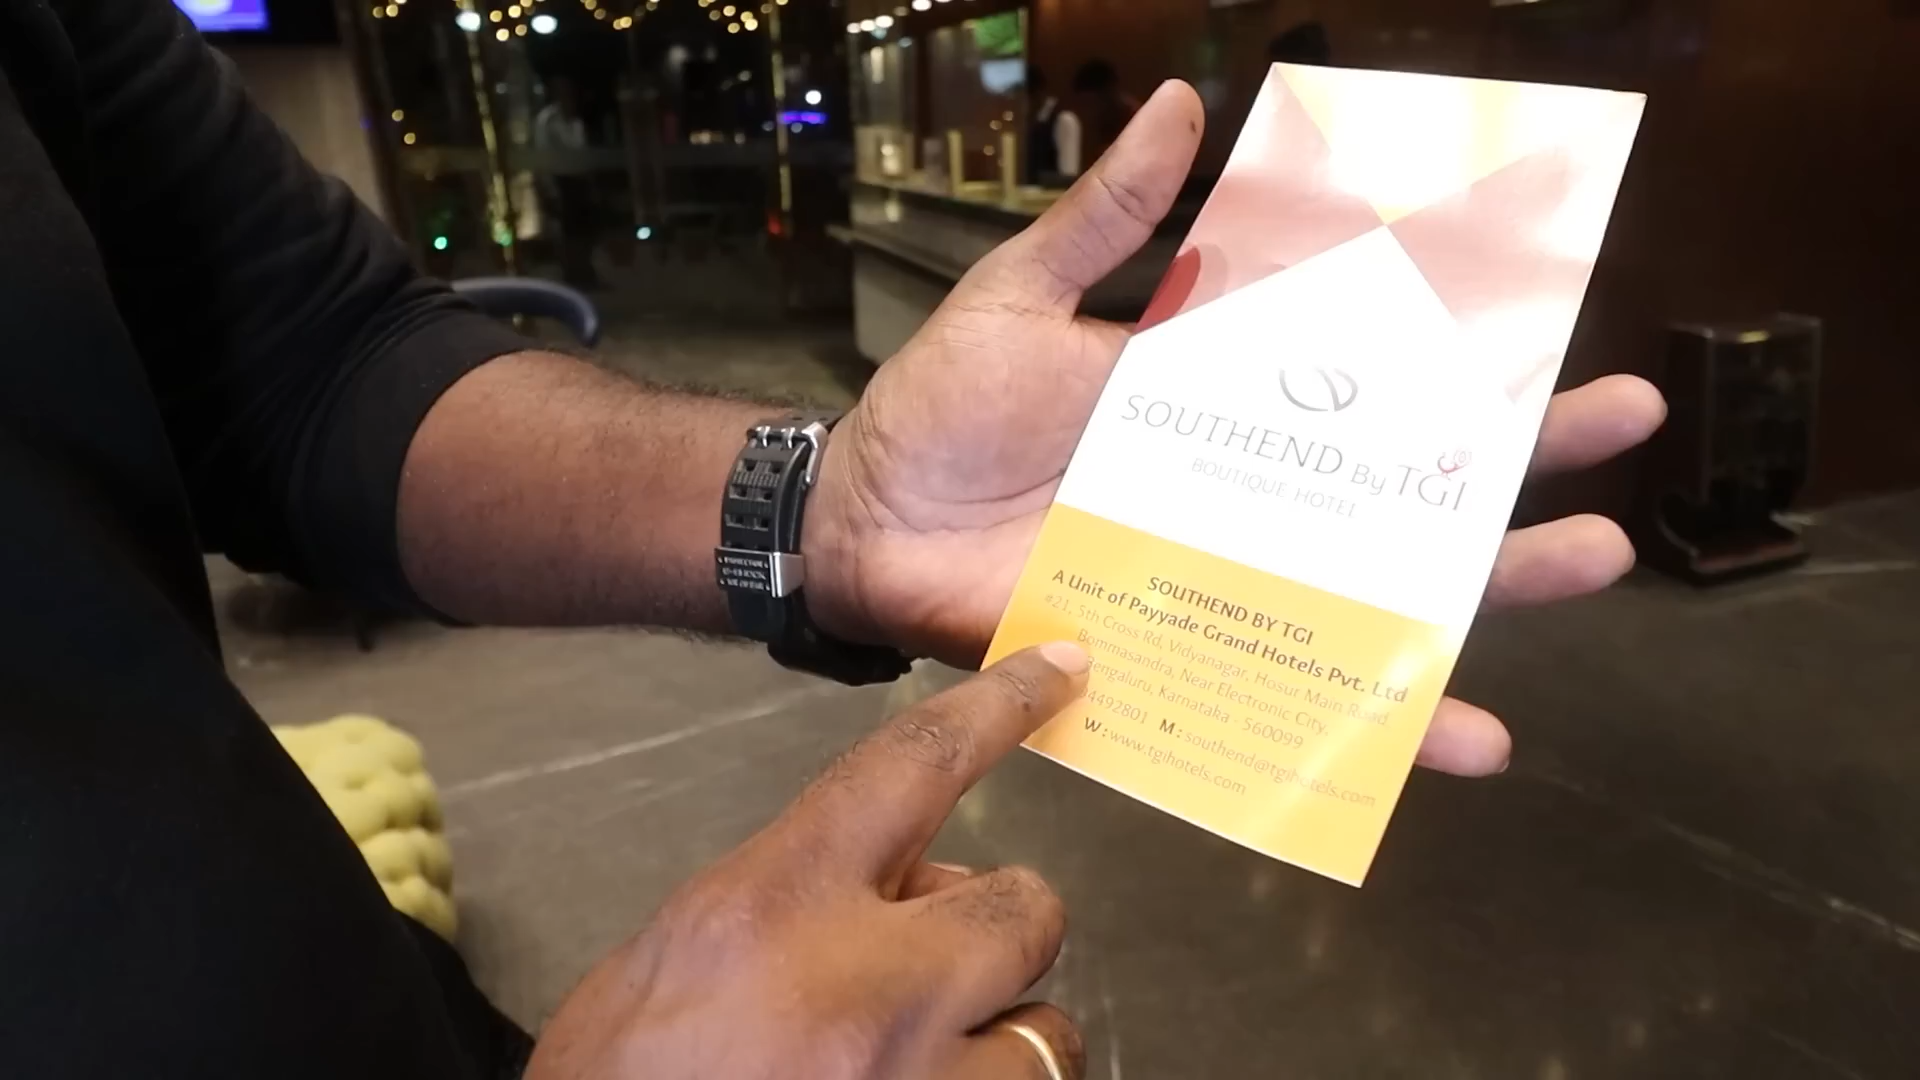 SOUTHEND By TGI
BOUTIQUE HOTEL
SOUTHEND BY TGI
A Unit of Payyade Grand Hotels Pvt. Ltd
#21, 5th Cross Rd, Vidyanagar, Hosur Main Road,
Bommasandra, Near Electronic City,
Bengaluru, Karnataka - 560099
04492801 M : southend@tgihotels.com
W : www.tgihotels.com